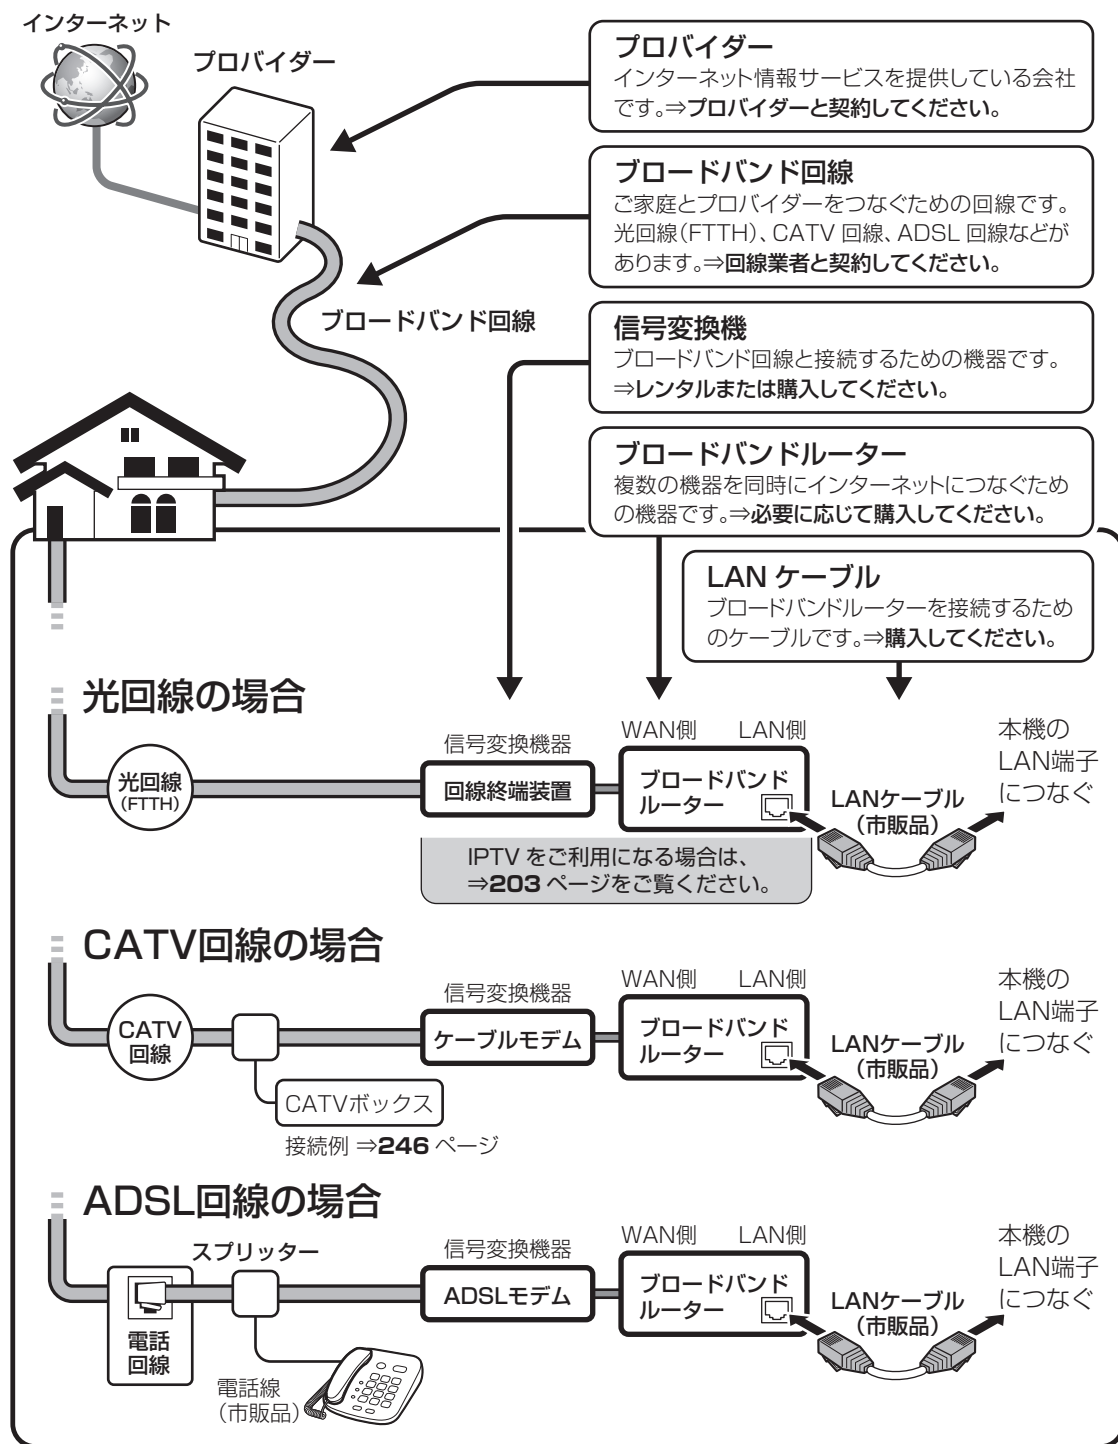 インターネット
プロバイダー
プロバイダー
インターネット情報サービスを提供している会社
です。⇒プロバイダーと契約してください。
ブロードバンド回線
ご家庭とプロバイダーをつなぐための回線です。
光回線(FTTH)、CATV 回線、ADSL 回線などが
あります。⇒回線業者と契約してください。
ブロードバンド回線
信号変換機
ブロードバンド回線と接続するための機器です。
⇒レンタルまたは購入してください。
ブロードバンドルーター
複数の機器を同時にインターネットにつなぐため
の機器です。⇒必要に応じて購入してください。
LAN ケーブル
ブロードバンドルーターを接続するため
のケーブルです。⇒購入してください。
光回線の場合
光回線
(FTTH)
信号変換機器
回線終端装置
WAN側 LAN側
ブロードバンド
ルーター
LANケーブル
(市販品)
本機の
LAN端子
につなぐ
IPTV をご利用になる場合は、
⇒203 ページをご覧ください。
CATV回線の場合
CATV
回線
CATVボックス
接続例 ⇒246 ページ
信号変換機器
ケーブルモデム
WAN側 LAN側
ブロードバンド
ルーター
LANケーブル
(市販品)
本機の
LAN端子
につなぐ
ADSL回線の場合
電話
回線
スプリッター
電話線
(市販品)
信号変換機器
ADSLモデム
WAN側 LAN側
ブロードバンド
ルーター
LANケーブル
(市販品)
本機の
LAN端子
につなぐ